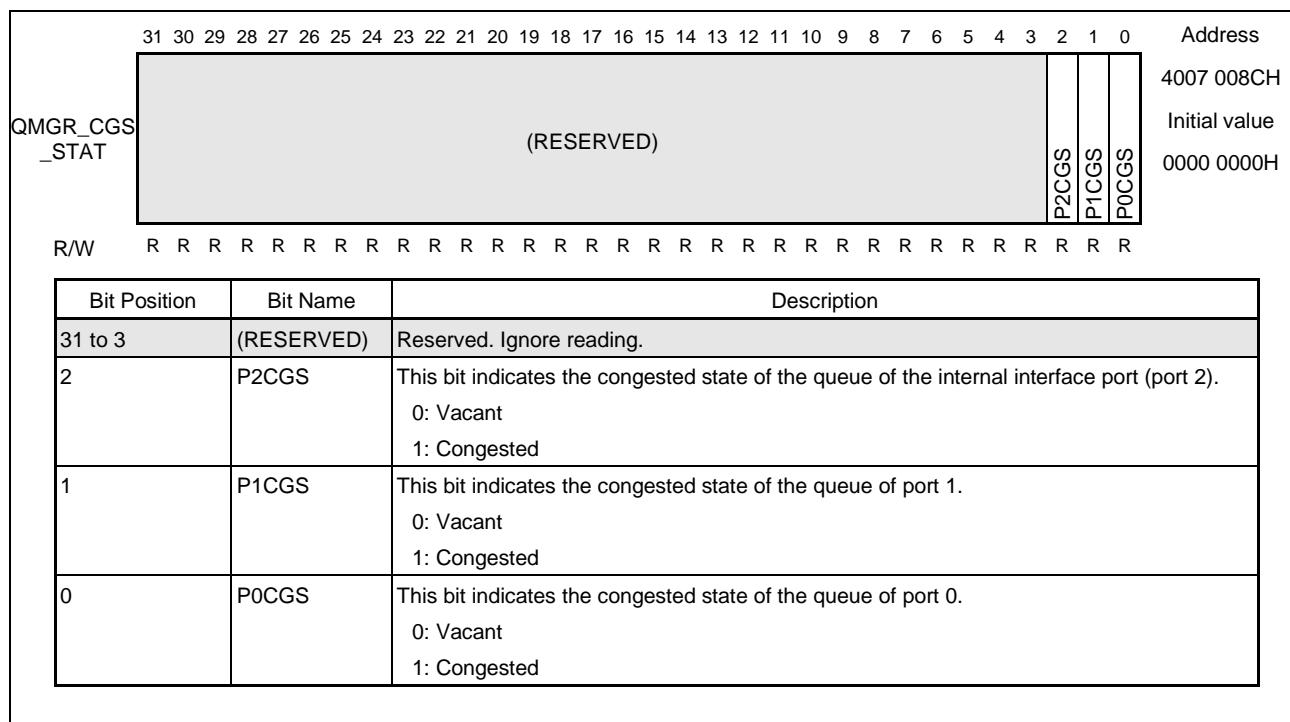 31 30 29 28 27 26 25 24 23 22 21 20 19 18 17 16 15 14 13 12 11 10 9 8 7 6 5 4 3 2 1 0 Address
4007 008CH
QMGR_CGS
_STAT
(RESERVED)
P2CGS
P1CGS
P0CGS
Initial value
0000 0000H
R/W R R R R R R R R R R R R R R R R R R R R R R R R R R R R R R R R
Bit Position Bit Name Description
31 to 3 (RESERVED) Reserved. Ignore reading.
2 P2CGS This bit indicates the congested state of the queue of the internal interface port (port 2).
0: Vacant
1: Congested
1 P1CGS This bit indicates the congested state of the queue of port 1.
0: Vacant
1: Congested
0 P0CGS This bit indicates the congested state of the queue of port 0.
0: Vacant
1: Congested